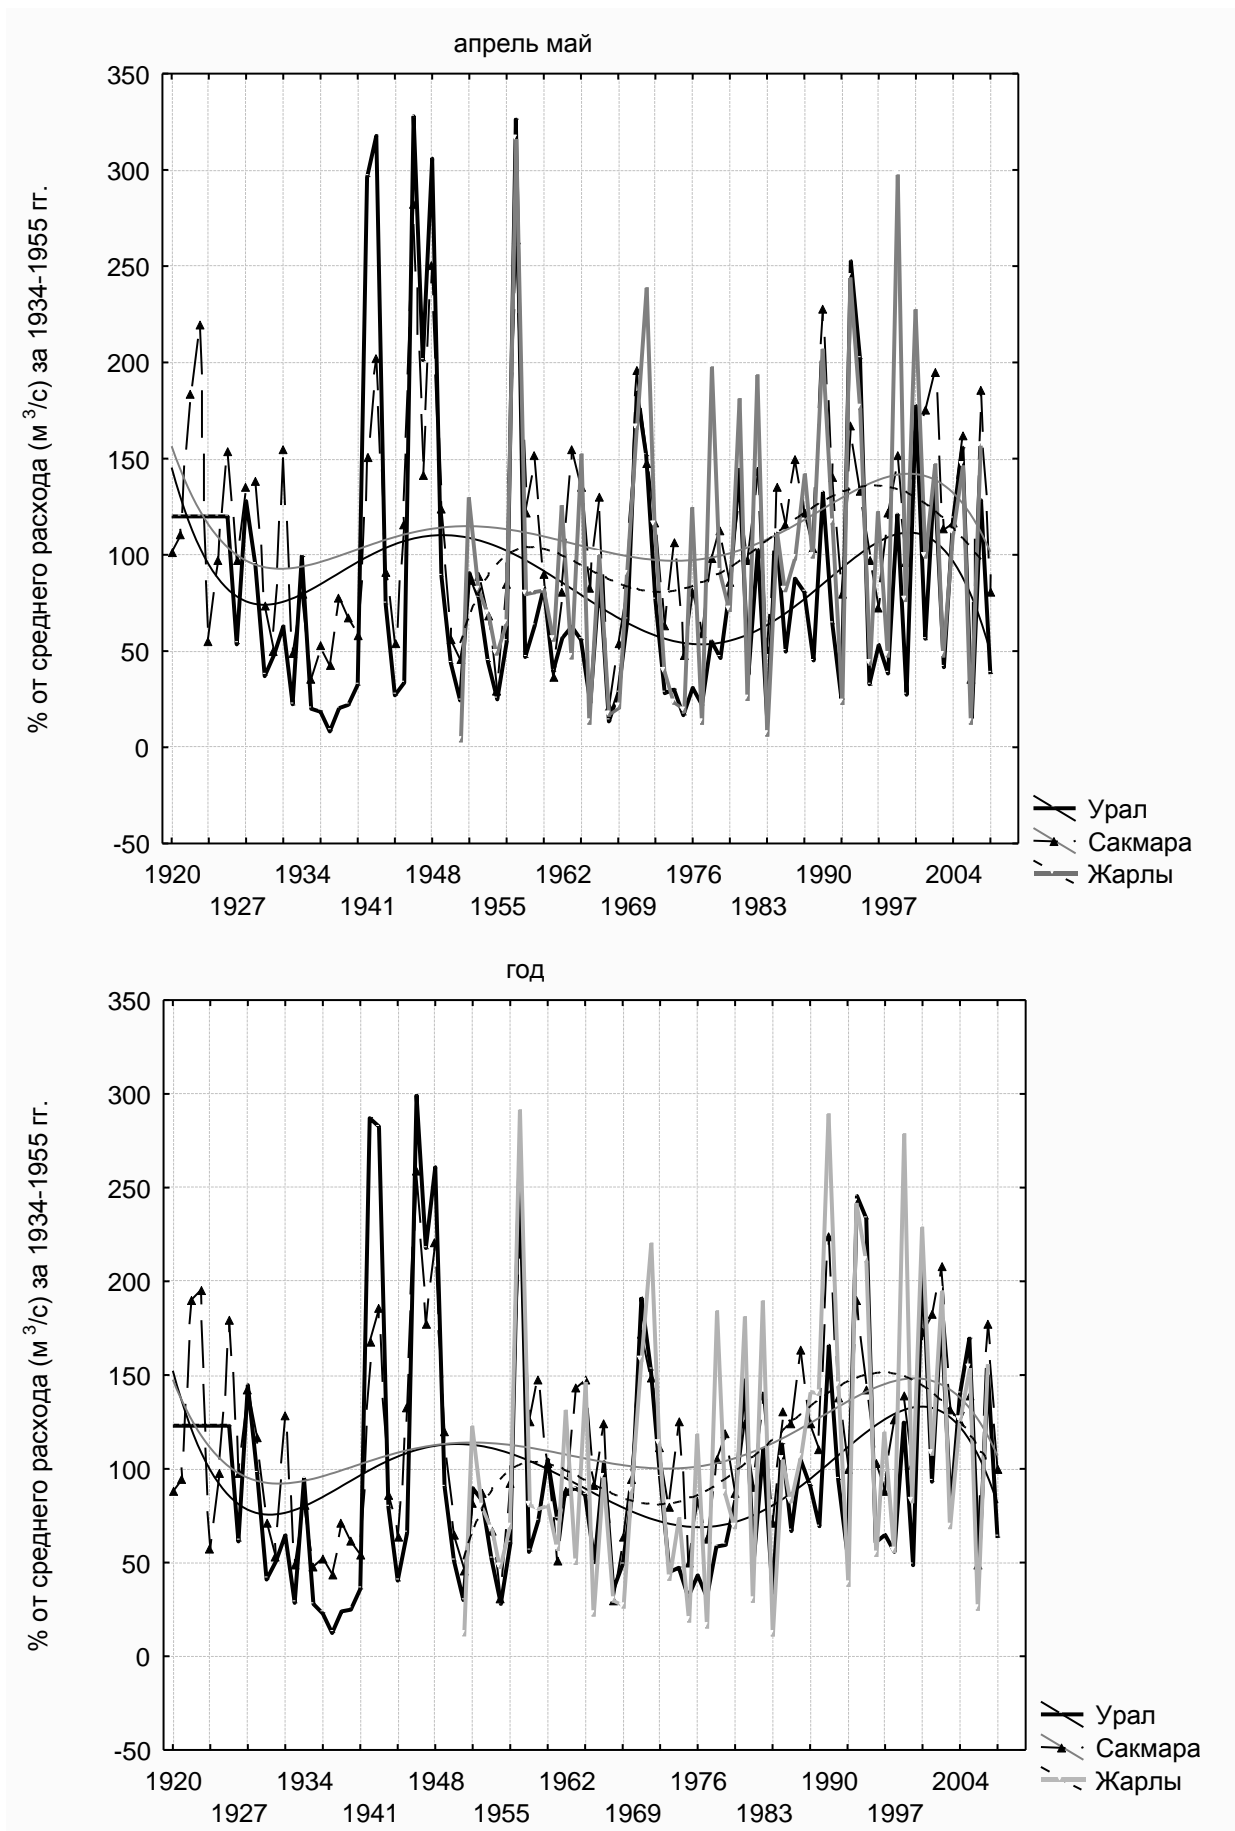 апрель май
% от среднего расхода (м ³/с) за 1934-1955 гг.
350
300
250
200
150
100
50
0
-50
1920 1934 1948 1962 1976 1990 2004
1927 1941 1955 1969 1983 1997
Урал
Сакмара
Жарлы
год
% от среднего расхода (м ³/с) за 1934-1955 гг.
350
300
250
200
150
100
50
0
-50
1920 1934 1948 1962 1976 1990 2004
1927 1941 1955 1969 1983 1997
Урал
Сакмара
Жарлы